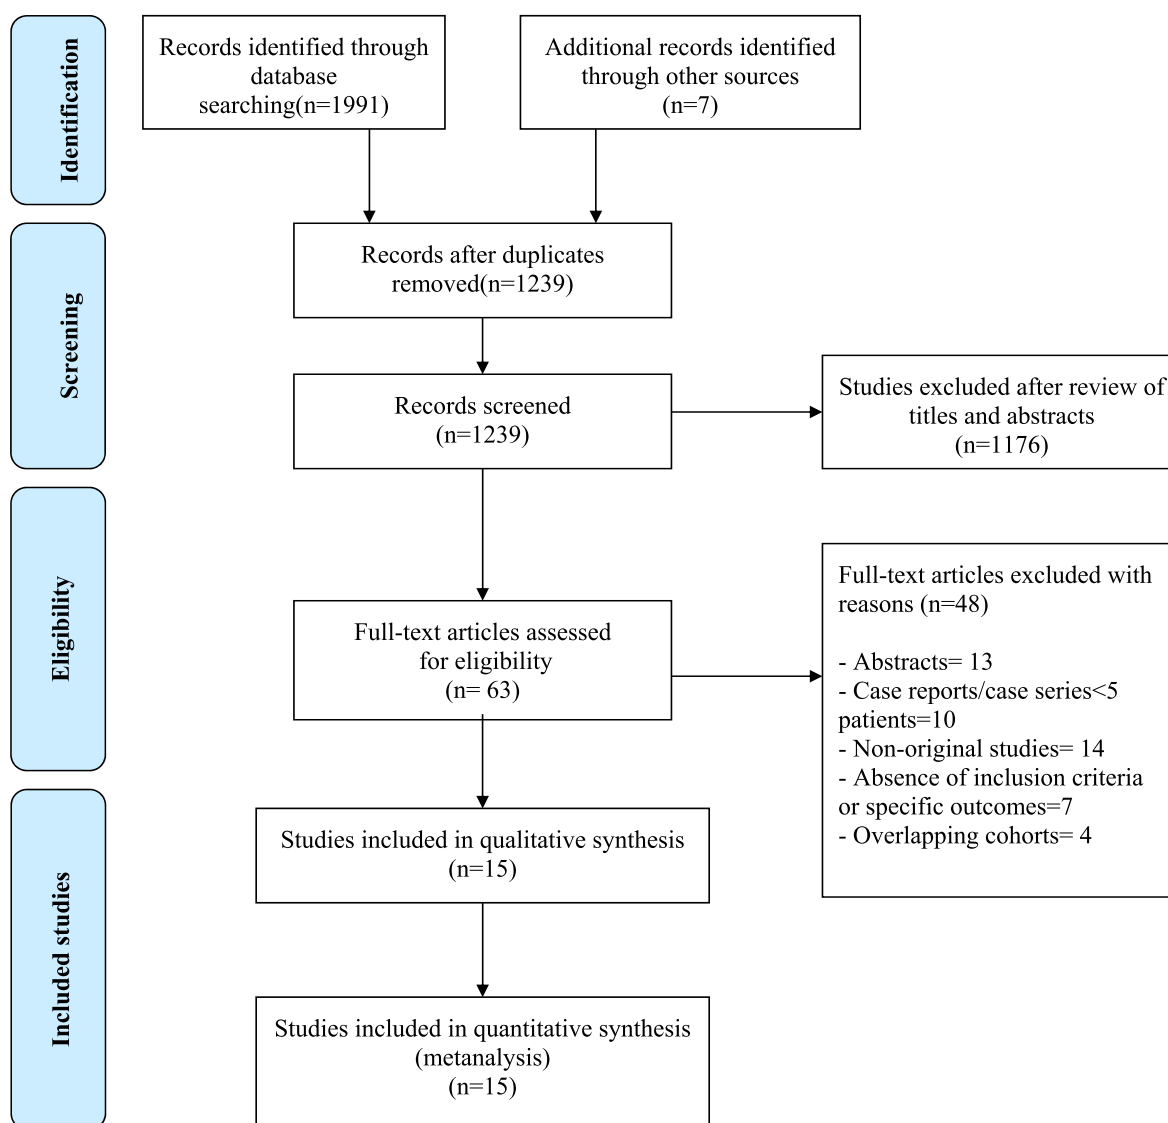 Identification
Records identified through
database
searching(n=1991)
Additional records identified
through other sources
(n=7)
Screening
Records after duplicates
removed(n=1239)
Records screened
(n=1239)
Studies excluded after review of
titles and abstracts
(n=1176)
Eligibility
Full-text articles assessed
for eligibility
(n= 63)
Full-text articles excluded with
reasons (n=48)
- Abstracts= 13
- Case reports/case series<5
patients=10
- Non-original studies= 14
- Absence of inclusion criteria
or specific outcomes=7
- Overlapping cohorts= 4
Included studies
Studies included in qualitative synthesis
(n=15)
Studies included in quantitative synthesis
(metanalysis)
(n=15)